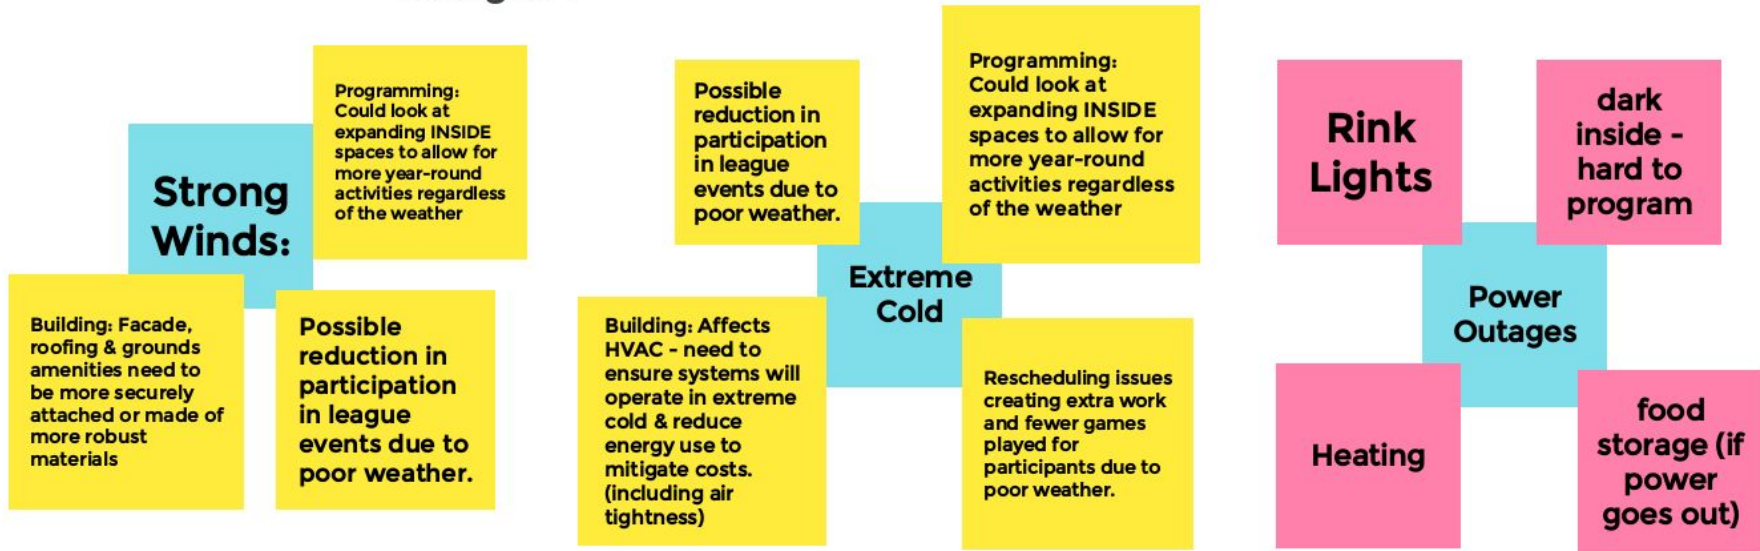 Strong
Winds:
Programming:
Could look at
expanding INSIDE
spaces to allow for
more year-round
activities regardless
of the weather
Building: Facade,
roofing & grounds
amenities need to
be more securely
attached or made of
more robust
materials
Possible
reduction in
participation
in league
events due to
poor weather.
Possible
reduction in
participation
in league
events due to
poor weather.
Programming:
Could look at
expanding INSIDE
spaces to allow for
more year-round
activities regardless
of the weather
Extreme
Cold
Building: Affects
HVAC - need to
ensure systems will
operate in extreme
cold & reduce
energy use to
mitigate costs.
(including air
tightness)
Rescheduling issues
creating extra work
and fewer games
played for
participants due to
poor weather.
Rink
Lights
dark
inside -
hard to
program
Power
Outages
Heating
food
storage (if
power
goes out)